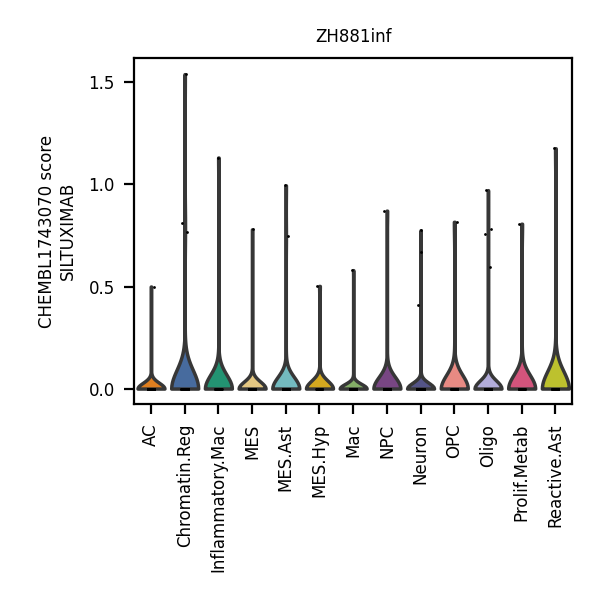 ZH881inf
CHEMBL1743070 score
SILTUXIMAB
1.5
1.0
0.5
0.0
AC
Chromatin.Reg
Inflammatory.Mac
MES
MES.Ast
MES.Hyp
Mac
NPC
Neuron
OPC
Oligo
Prolif.Metab
Reactive.Ast